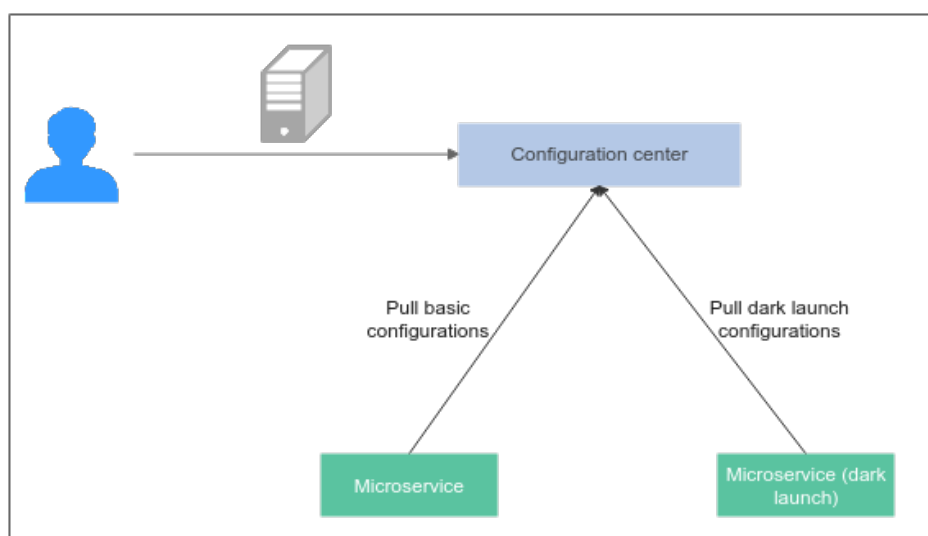 Configuration center
Pull basic
configurations
Pull dark launch
configurations
Microservice
Microservice (dark
launch)